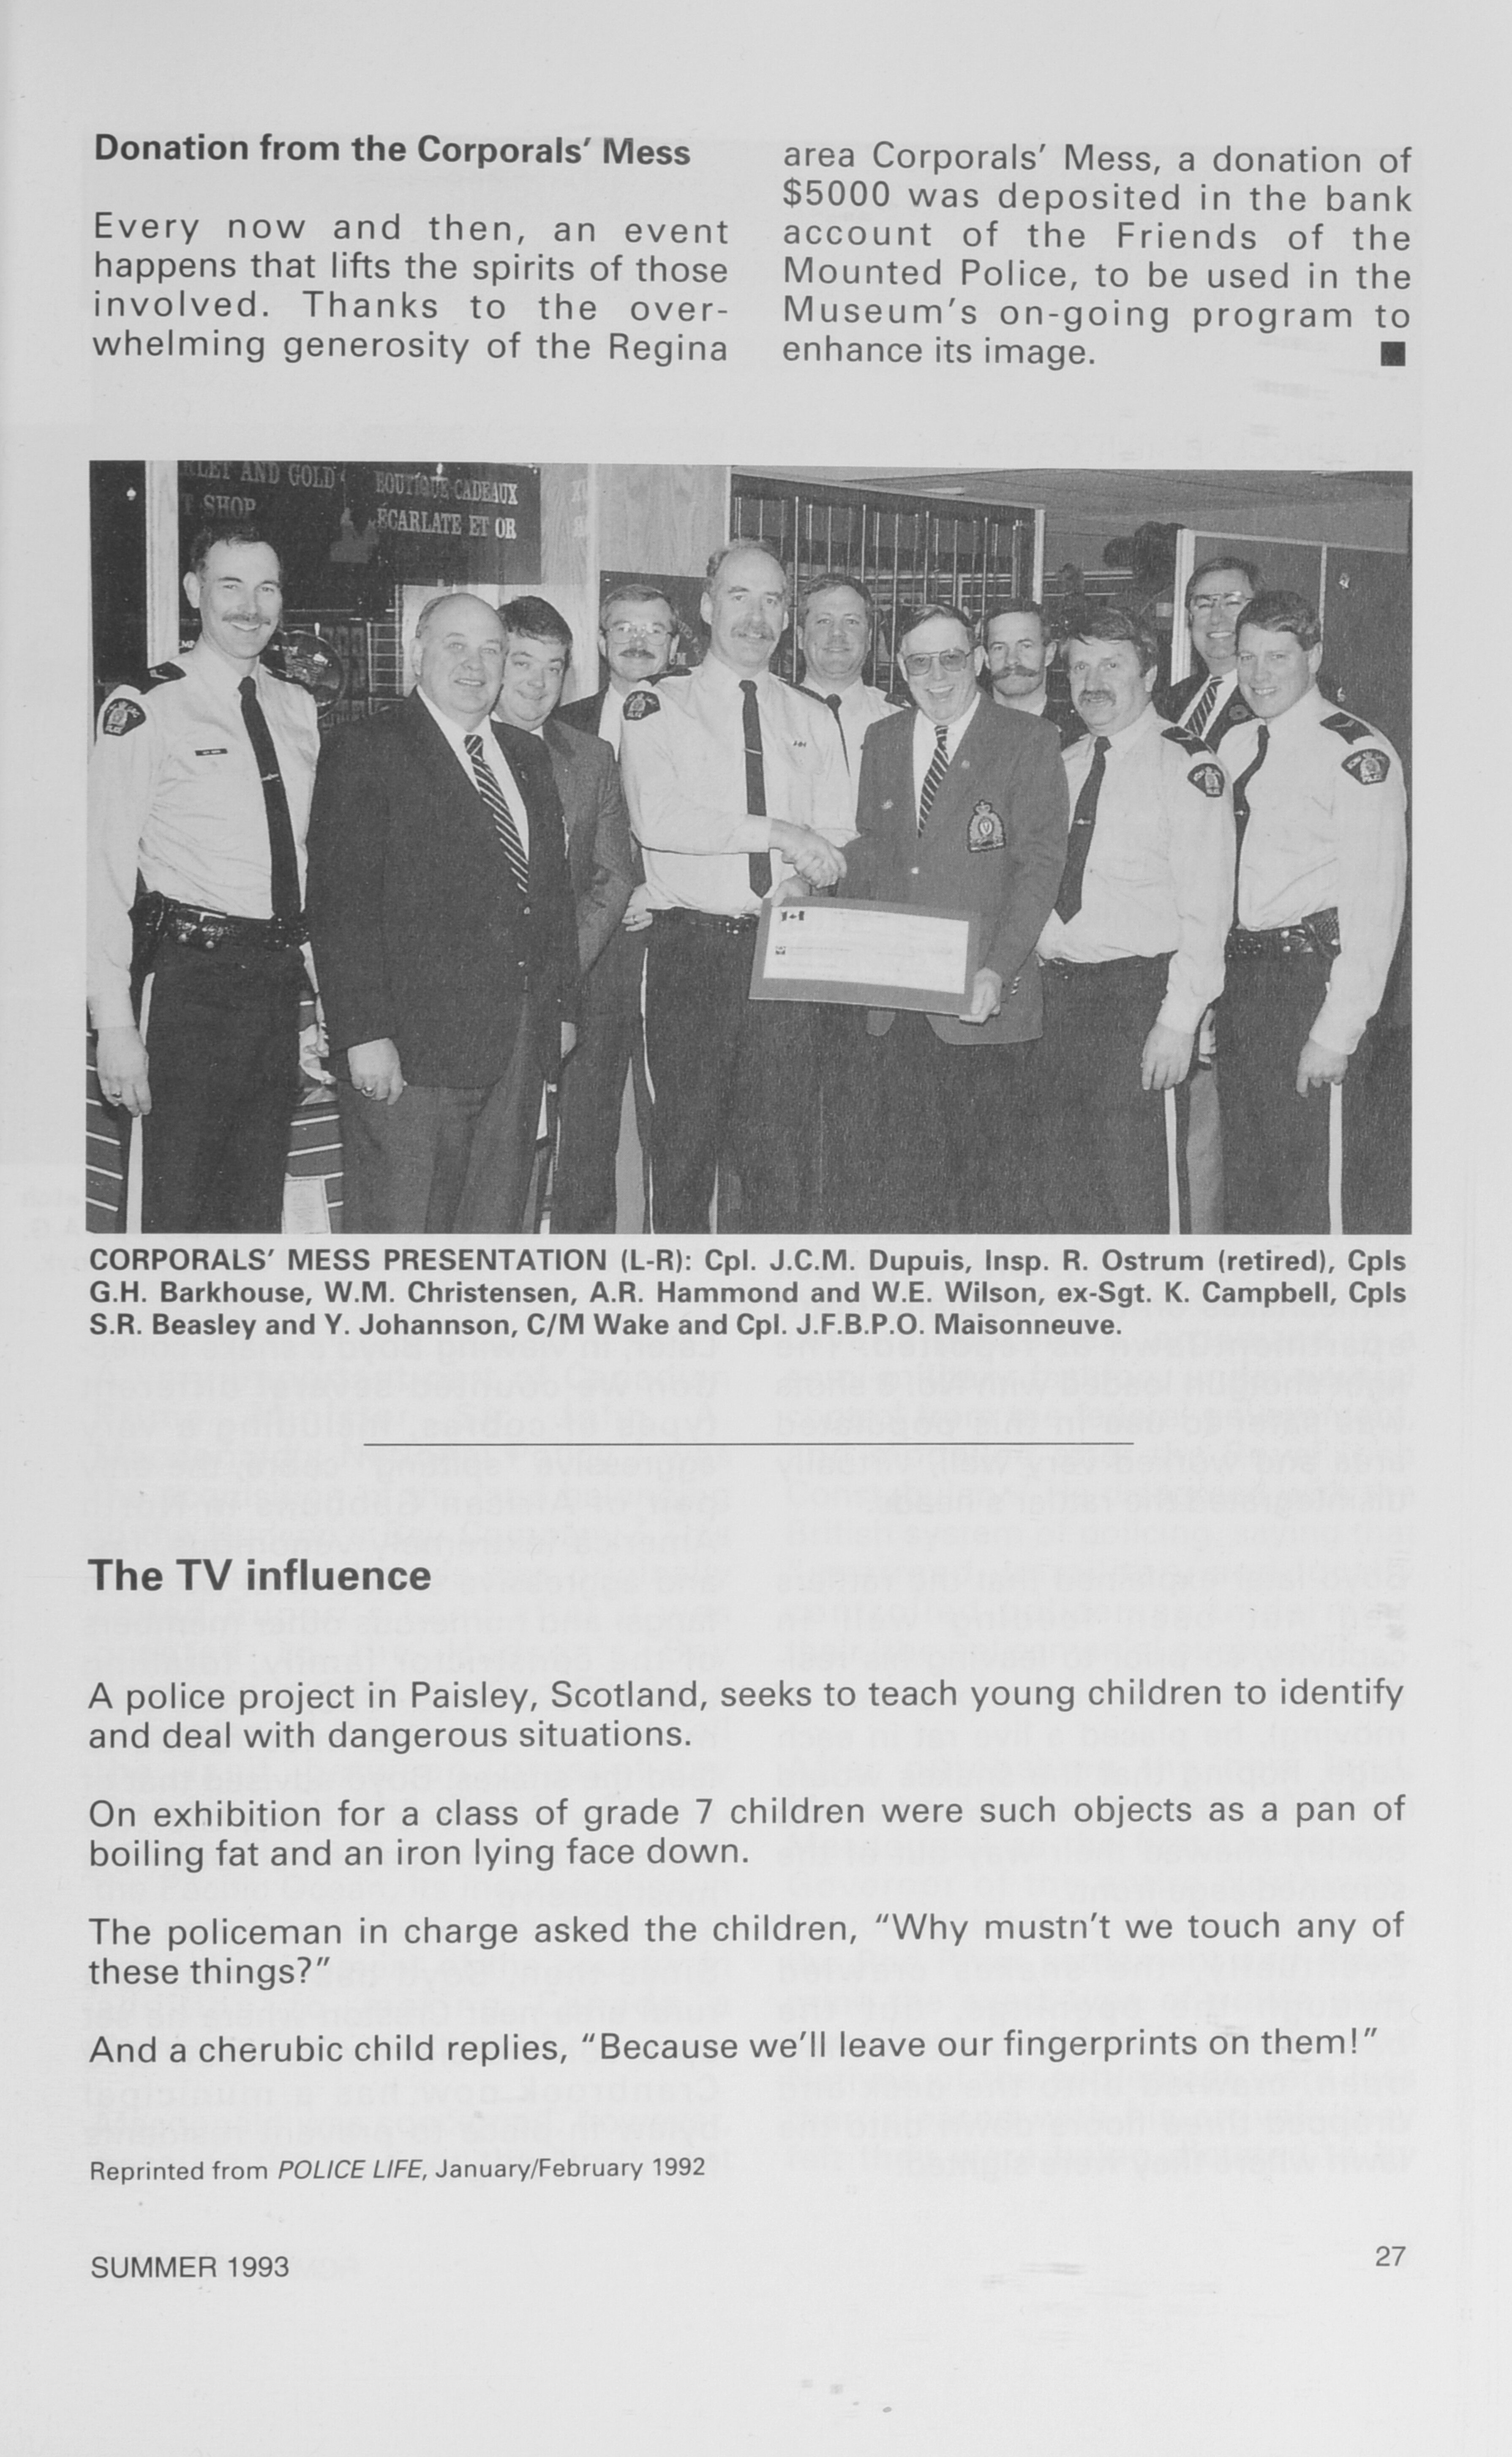 Donation from the Corporals' Mess
Every now and then, an event
happens that lifts the spirits of those
involved. Thanks to the over-
whelming generosity of the Regina
area Corporals' Mess, a donation of
$5000 was deposited in the bank
account of the Friends of the
Mounted Police, to be used in the
Museum's on-going program to
enhance its image.
AND GOLD
SHOP
BOUTIQUE-CADEAUX
ÉCARLATE ET OR
CORPORALS' MESS PRESENTATION (L-R): Cpl. J.C.M. Dupuis, Insp. R. Ostrum (retired), Cpls
G.H. Barkhouse, W.M. Christensen, A.R. Hammond and W.E. Wilson, ex-Sgt. K. Campbell, Cpls
S.R. Beasley and Y. Johannson, C/M Wake and Cpl. J.F.B.P.O. Maisonneuve.
The TV influence
A police project in Paisley, Scotland, seeks to teach young children to identify
and deal with dangerous situations.
On exhibition for a class of grade 7 children were such objects as a pan of
boiling fat and an iron lying face down.
The policeman in charge asked the children, "Why mustn't we touch any of
these things?"
And a cherubic child replies, "Because we'll leave our fingerprints on them!"
Reprinted from POLICE LIFE, January/February 1992
SUMMER 1993
27